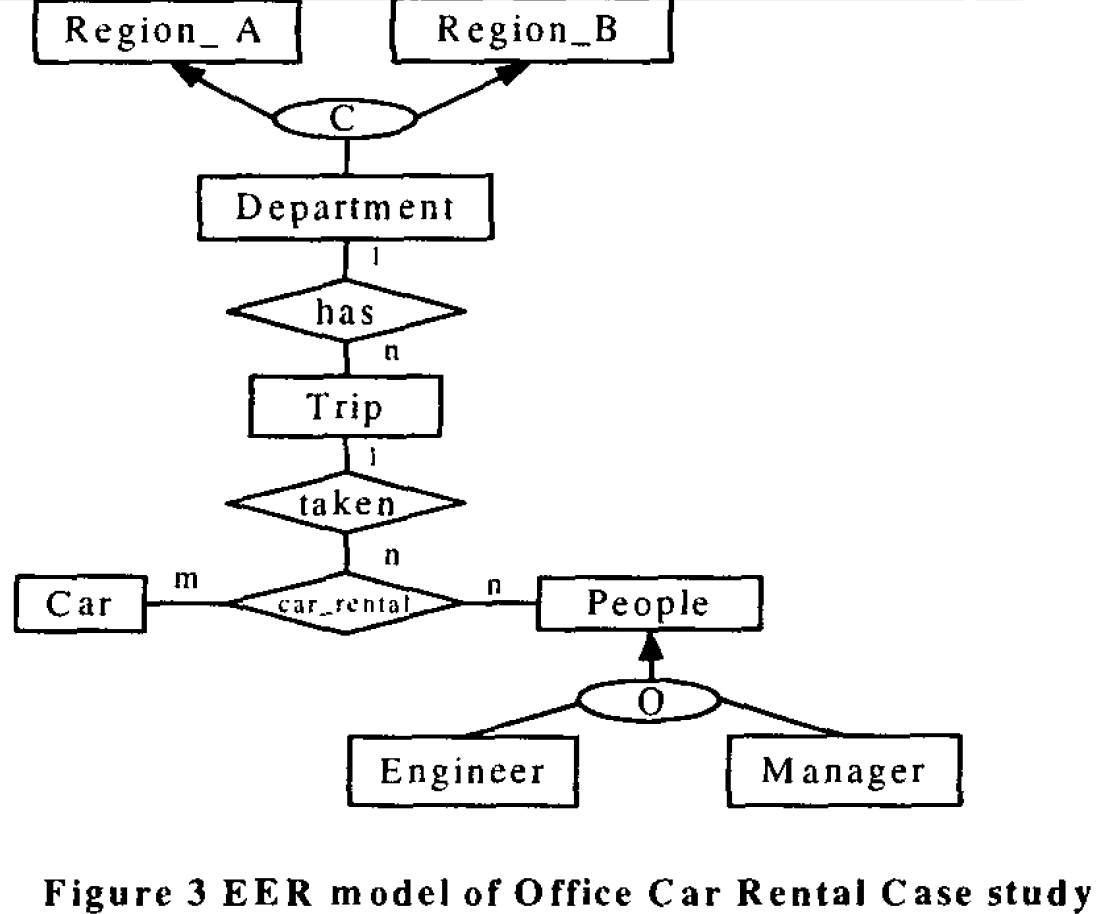 Region_ A
Region_B
C
Department
1
has
n
Trip
1
taken
n
Car
m
car_rental
n
People
O
Engineer
Manager
Figure 3 EER model of Office Car Rental Case study